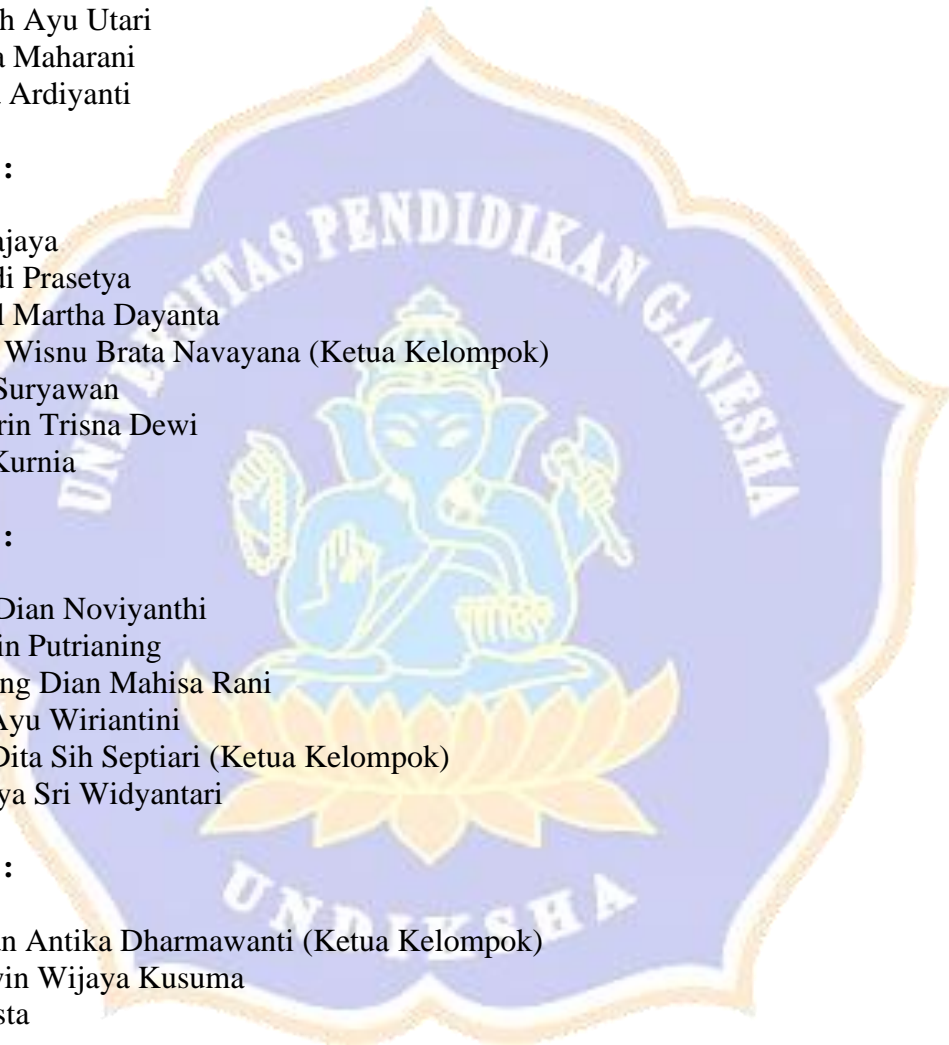 h Ayu Utari
a Maharani
Ardiyanti
:
ajaya
di Prasetya
l Martha Dayanta
Wisnu Brata Navayana (Ketua Kelompok)
Suryawan
rin Trisna Dewi
Kurnia
:
Dian Noviyanthi
in Putrianing
ng Dian Mahisa Rani
Ayu Wiriantini
Dita Sih Septiari (Ketua Kelompok)
ya Sri Widyantari
:
n Antika Dharmawanti (Ketua Kelompok)
vin Wijaya Kusuma
sta
UNIVERSITAS PENDIDIKAN GANESHA
UNDIKSHA